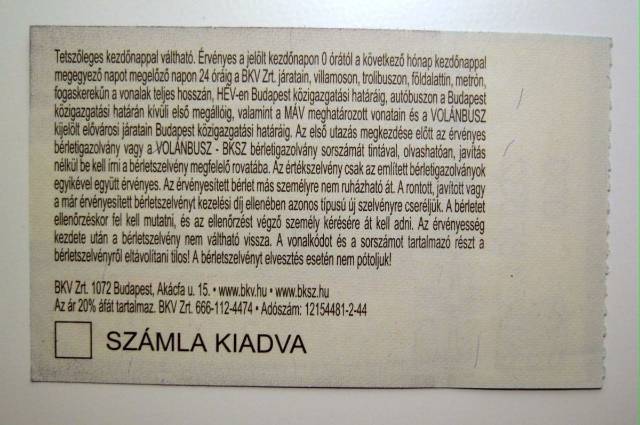 Tetszőleges kezdőnappal váltható. Érvényes a jelölt kezdőnapon 0 órától a következő hónap kezdőnappal
megegyező napot megelőző napon 24 óráig a BKV Zrt. járatain, villamoson, trolibuszon, földalattin, metrón,
fogaskerekűn a vonalak teljes hosszán, HÉV-en Budapest közigazgatási határáig, autóbuszon a Budapest
közigazgatási határán kívüli első megállóig, valamint a MÁV meghatározott vonatain és a VOLÁNBUSZ
kijelölt elővárosi járatain Budapest közigazgatási határáig. Az első utazás megkezdése előtt az érvényes
bérletigazolvány vagy a VOLÁNBUSZ - BKSZ bérletigazolvány sorszámát tintával, olvashatóan, javítás
nélkül be kell írni a bérletszelvény megfelelő rovatába. Az értékszelvény csak az említett bérletigazolványok
egyikével együtt érvényes. Az érvényesített bérlet más személyre nem ruházható át. A rontott, javított vagy
a már érvényesített bérletszelvényt kezelési díj ellenében azonos típusú új szelvényre cseréljük. A bérletet
ellenőrzéskor fel kell mutatni, és az ellenőrzést végző személy kérésére át kell adni. Az érvényesség
kezdete után a bérletszelvény nem váltható vissza. A vonalkódot és a sorszámot tartalmazó részt a
bérletszelvényről eltávolítani tilos! A bérletszelvényt elvesztés esetén nem pótoljuk!
BKV Zrt. 1072 Budapest, Akácfa u. 15. • www.bkv.hu • www.bksz.hu
Az ár 20% áfát tartalmaz. BKV Zrt. 666-112-4474 • Adószám: 12154481-2-44
SZÁMLA KIADVA